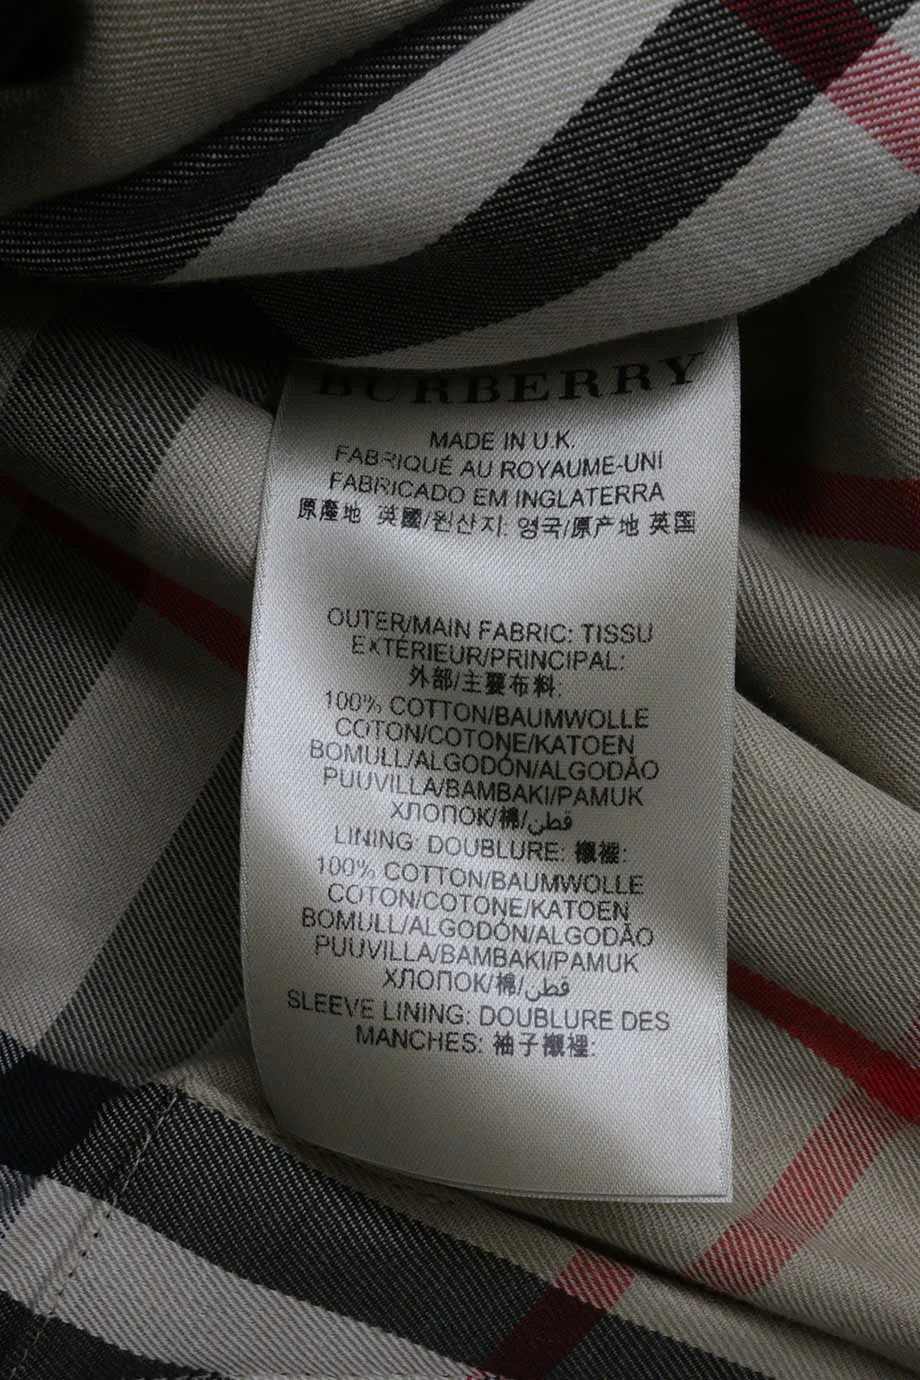 BURBERRY
MADE IN U.K.
FABRIQUÉ AU ROYAUME-UNI
FABRICADO EM INGLATERRA
原產地 英國/원산지: 영국/原产地 英国
OUTER/MAIN FABRIC: TISSU
EXTÉRIEUR/PRINCIPAL:
外部/主要布料:
100% COTTON/BAUMWOLLE
COTON/COTONE/KATOEN
BOMULL/ALGODÓN/ALGODÃO
PUUVILLA/BAMBAKI/PAMUK
ХЛОПОК/棉/قطن
LINING: DOUBLURE: 襯裡:
100% COTTON/BAUMWOLLE
COTON/COTONE/KATOEN
BOMULL/ALGODÓN/ALGODÃO
PUUVILLA/BAMBAKI/PAMUK
ХЛОПОК/棉/قطن
SLEEVE LINING: DOUBLURE DES
MANCHES: 袖子襯裡: